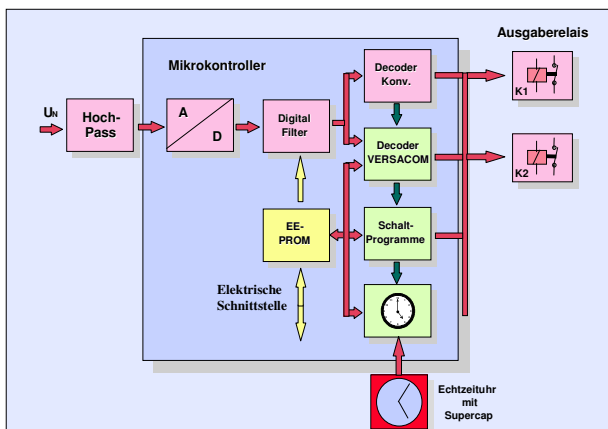 Ausgaberelais
Mikrokontroller
Decoder
Konv.
K1
UN
Hoch-
Pass
A
D
Digital
Filter
Decoder
VERSACOM
K2
EE-
PROM
Schalt-
Programme
Elektrische
Schnittstelle
Echtzeituhr
mit
Supercap